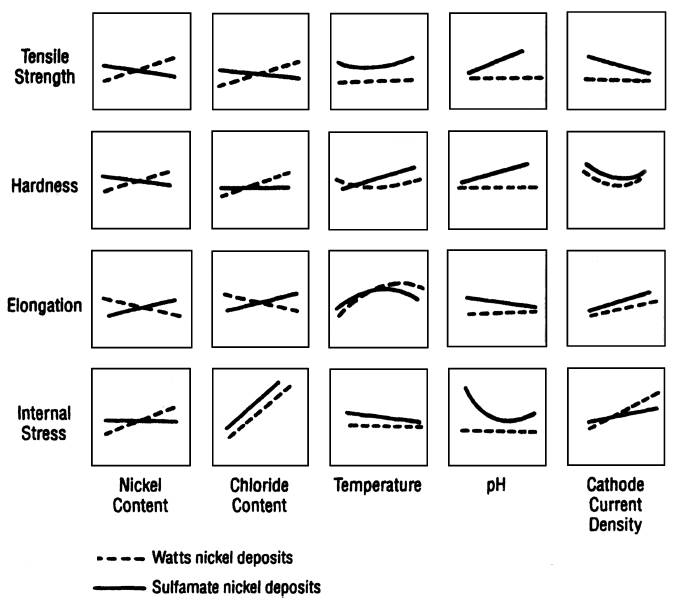 Tensile
Strength
Hardness
Elongation
Internal
Stress
Nickel
Content
Chloride
Content
Temperature
pH
Cathode
Current
Density
Watts nickel deposits
Sulfamate nickel deposits